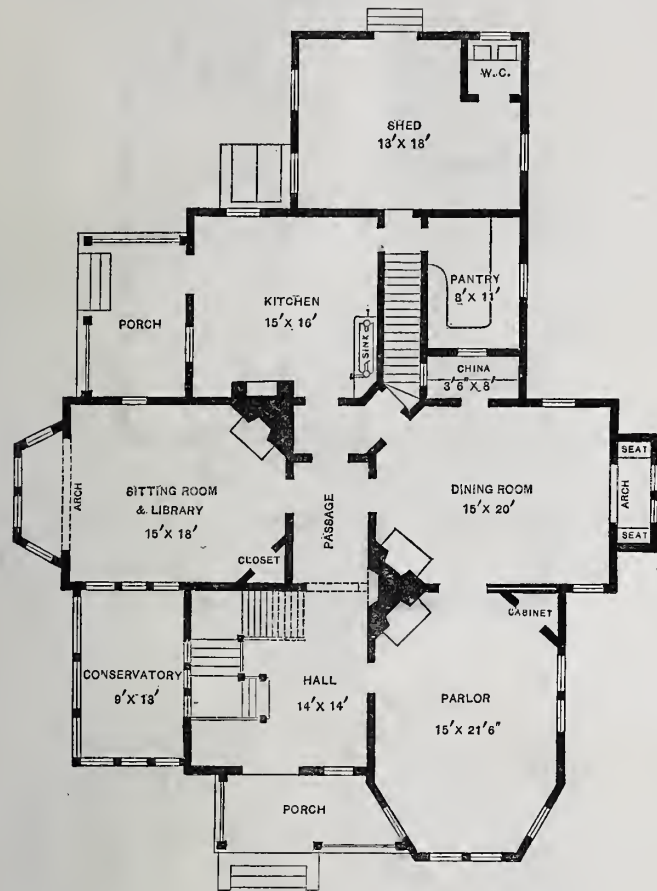 W.C.
SHED
13' X 18'
PANTRY
8' X 11'
KITCHEN
15' X 16'
SINK
PORCH
CHINA
3'6" X 8'
SEAT
ARCH
SEAT
ARCH
SITTING ROOM
& LIBRARY
15' X 18'
PASSAGE
DINING ROOM
15' X 20'
CLOSET
CABINET
CONSERVATORY
9' X 13'
HALL
14' X 14'
PARLOR
15' X 21'6"
PORCH